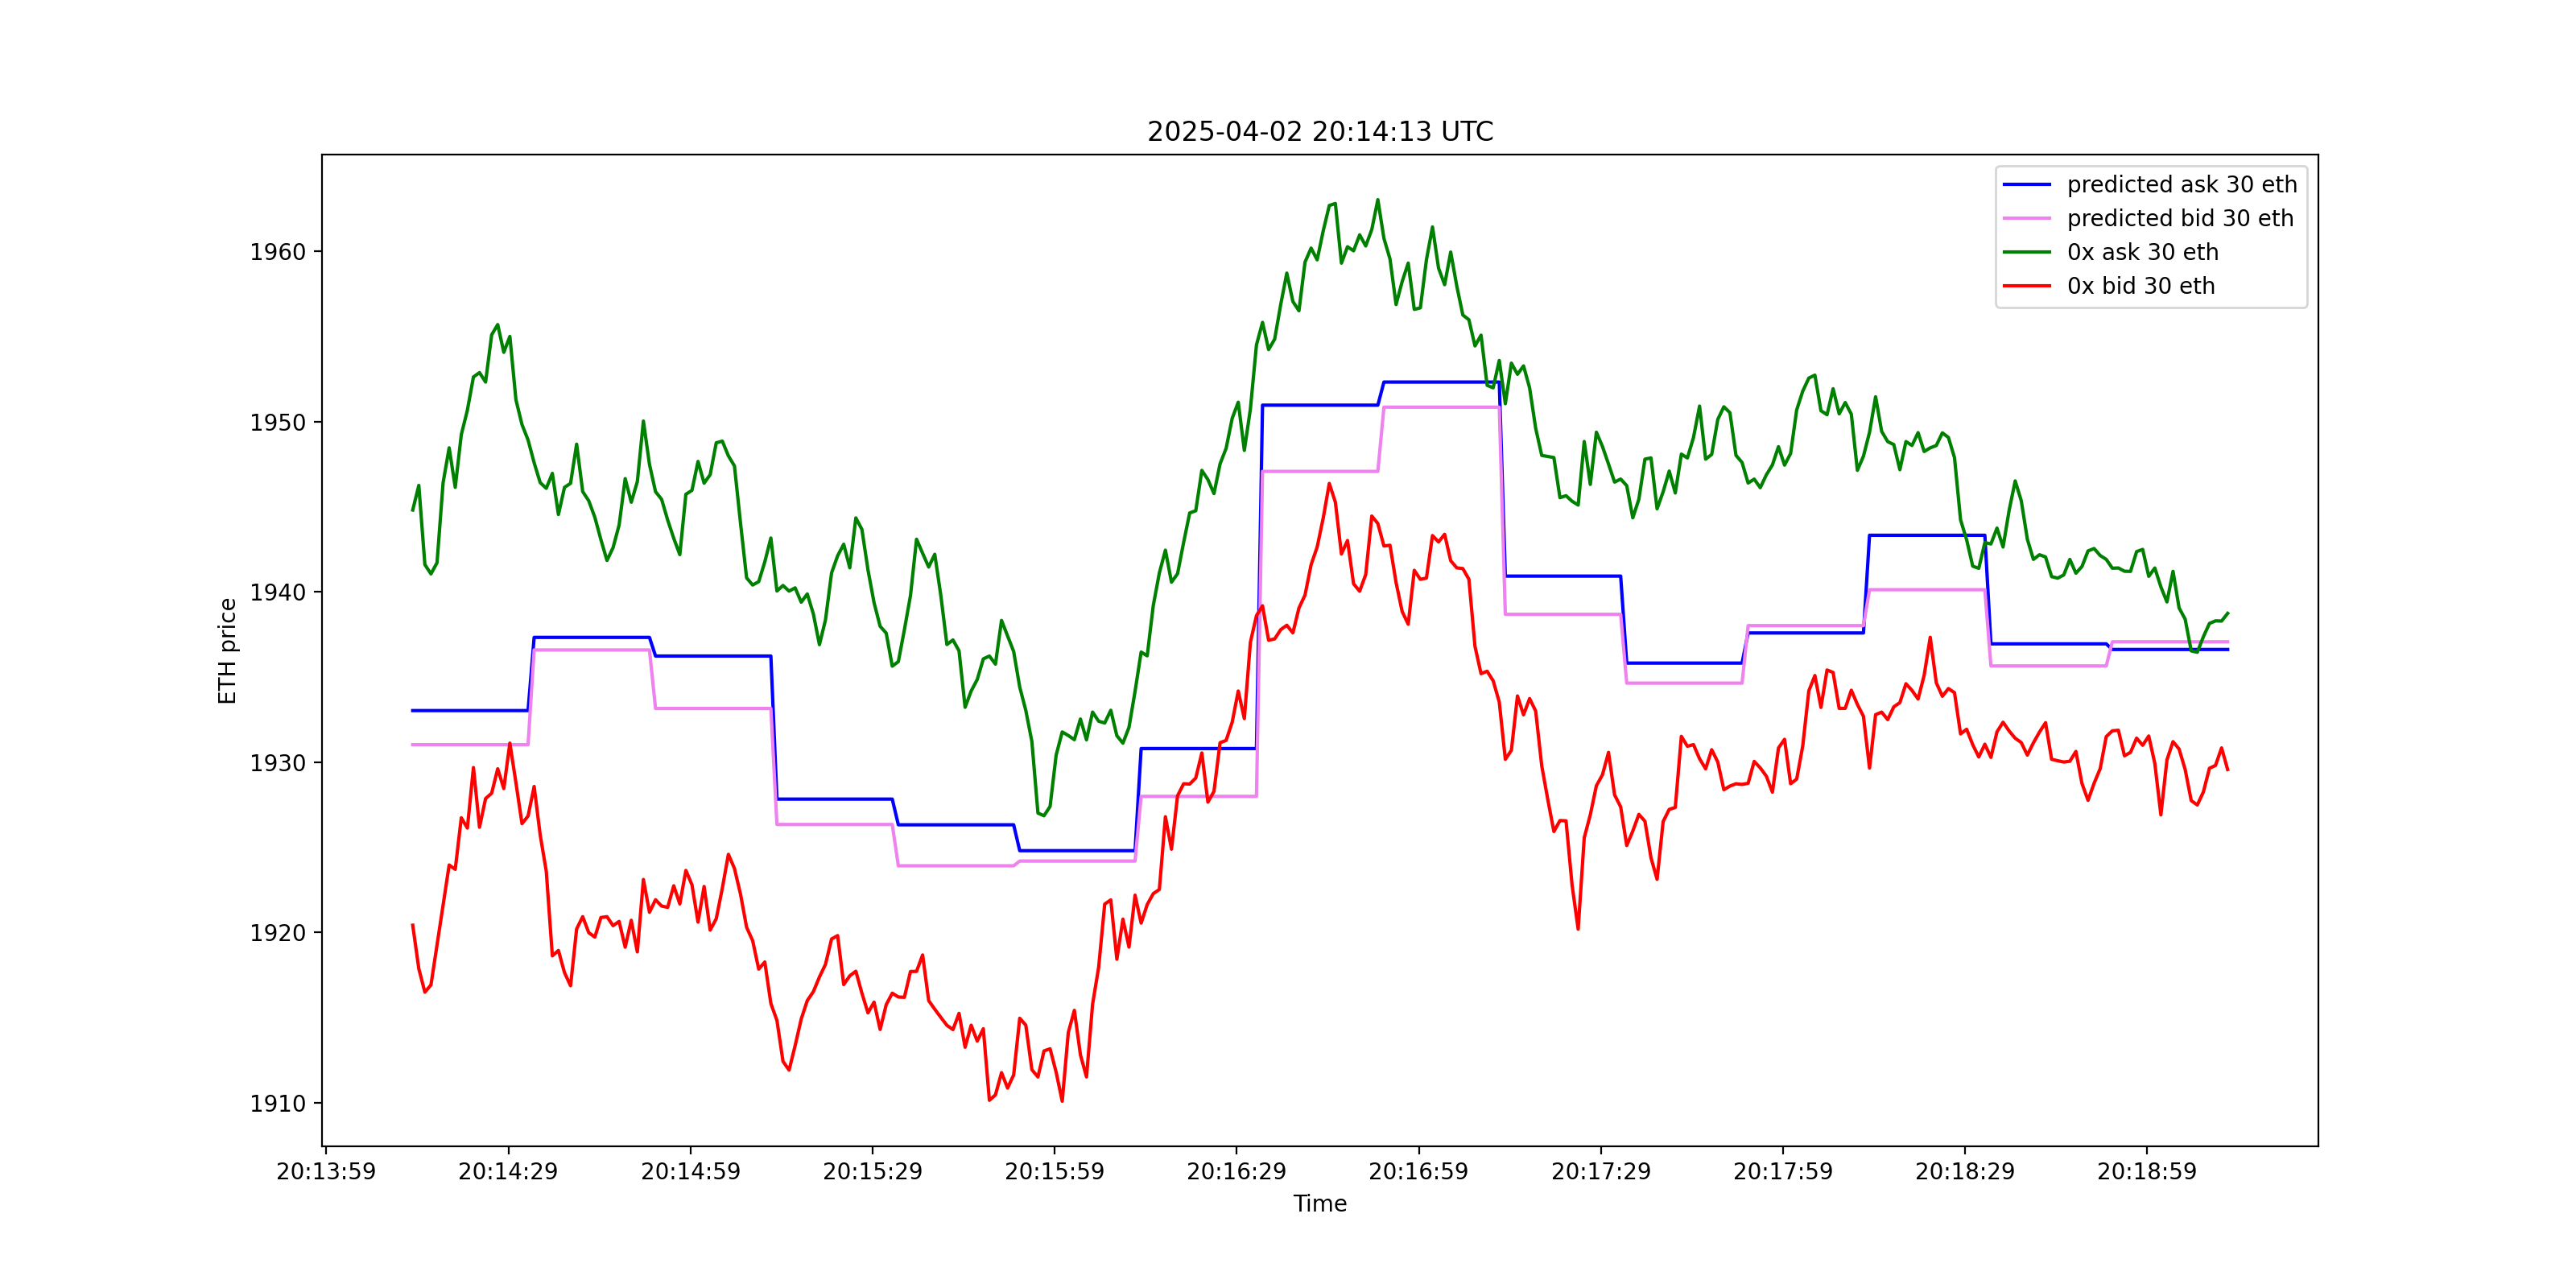 2025-04-02 20:14:13 UTC
predicted ask 30 eth
predicted bid 30 eth
0x ask 30 eth
0x bid 30 eth
1960
1950
1940
1930
1920
1910
ETH price
20:13:59 20:14:29 20:14:59 20:15:29 20:15:59 20:16:29 20:16:59 20:17:29 20:17:59 20:18:29 20:18:59
Time